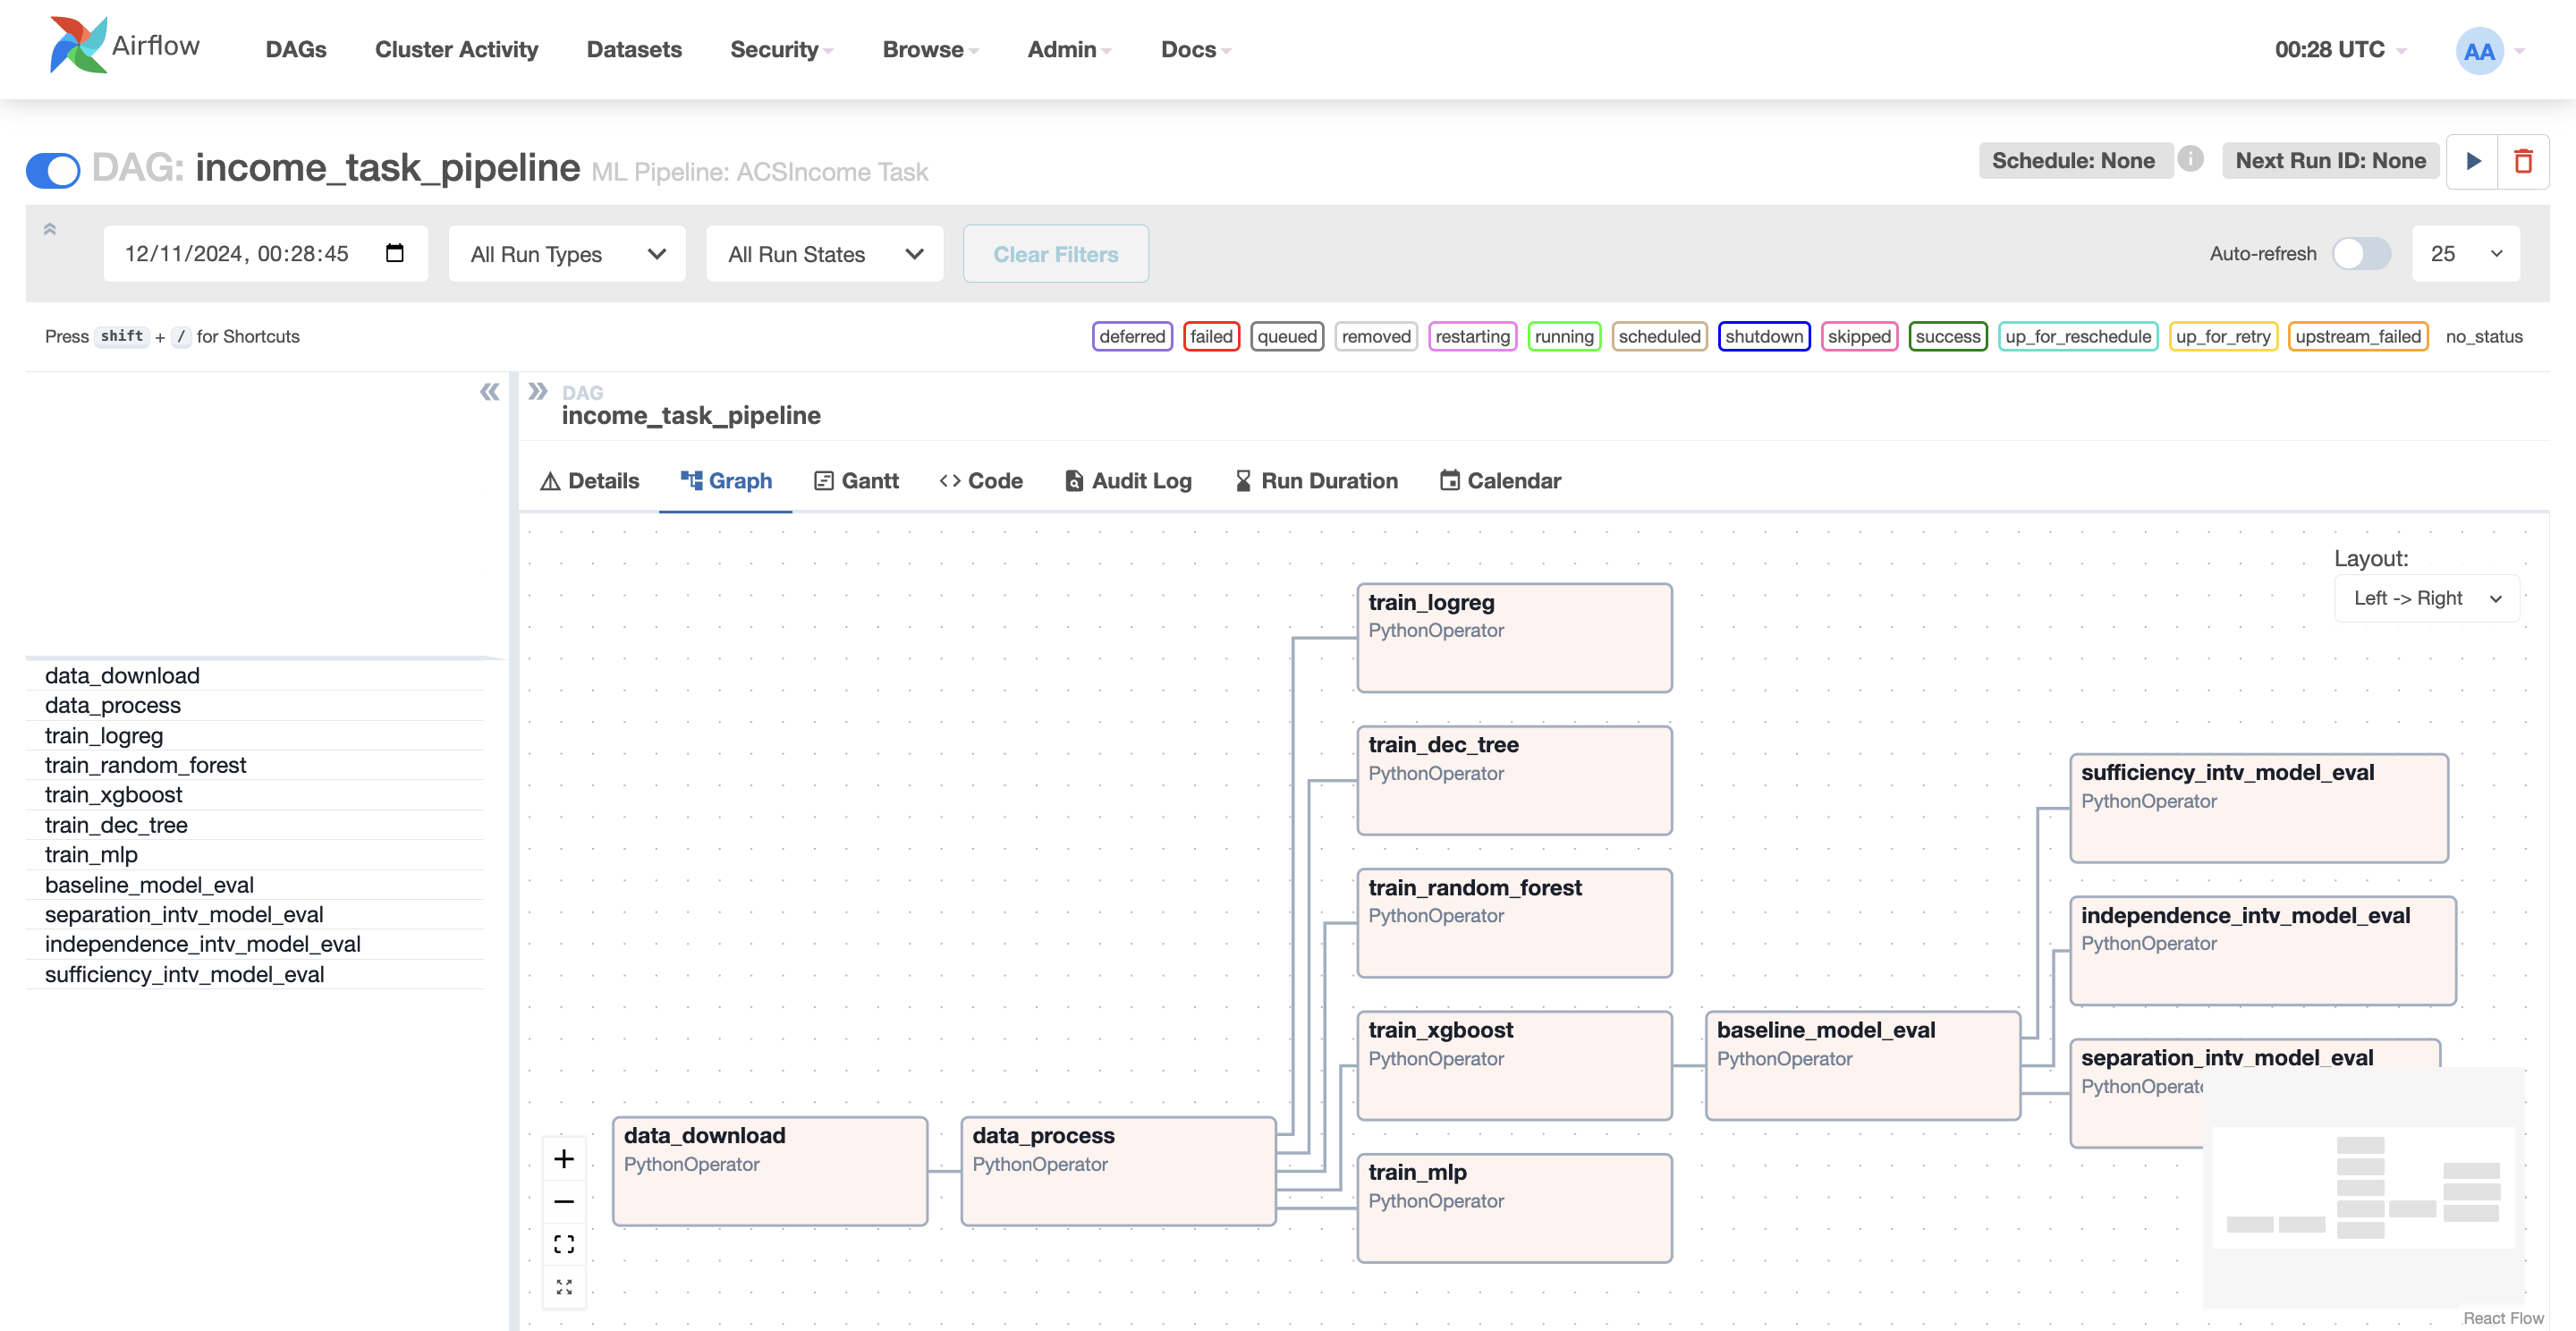 Airflow DAGs Cluster Activity Datasets Security Browse Admin Docs 00:28 UTC AA
DAG: income_task_pipeline ML Pipeline: ACSIncome Task Schedule: None i Next Run ID: None
12/11/2024, 00:28:45 All Run Types All Run States Clear Filters Auto-refresh 25
Press shift + / for Shortcuts deferred failed queued removed restarting running scheduled shutdown skipped success up_for_reschedule up_for_retry upstream_failed no_status
data_download
data_process
train_logreg
train_random_forest
train_xgboost
train_dec_tree
train_mlp
baseline_model_eval
separation_intv_model_eval
independence_intv_model_eval
sufficiency_intv_model_eval
DAG
income_task_pipeline
Details Graph Gantt Code Audit Log Run Duration Calendar
Layout:
Left -> Right
train_logreg
PythonOperator
train_dec_tree
PythonOperator
train_random_forest
PythonOperator
train_xgboost
PythonOperator
train_mlp
PythonOperator
data_download
PythonOperator
data_process
PythonOperator
baseline_model_eval
PythonOperator
sufficiency_intv_model_eval
PythonOperator
independence_intv_model_eval
PythonOperator
separation_intv_model_eval
PythonOperato
React Flow